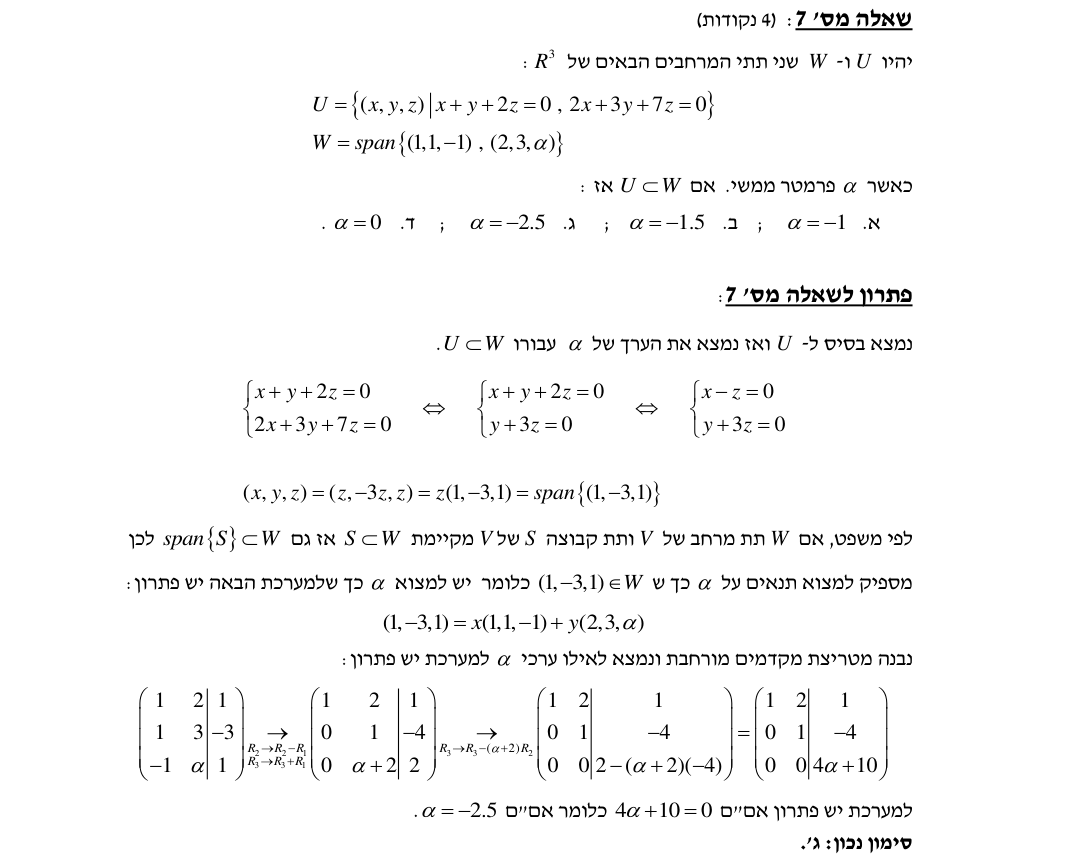 שאלה מס' 7: (4 נקודות)
יהיו U ו- W שני תתי המרחבים הבאים של R³ :
U = {(x, y, z) | x + y + 2z = 0 , 2x + 3y + 7z = 0}
W = span{(1,1,−1) , (2,3,α)}
כאשר α פרמטר ממשי. אם U ⊂ W אז :
א. α = −1 ; ב. α = −1.5 ; ג. α = −2.5 ; ד. α = 0 .
פתרון לשאלה מס' 7:
נמצא בסיס ל- U ואז נמצא את הערך של α עבורו U ⊂ W.
{x + y + 2z = 0 ⇔ {x + y + 2z = 0 ⇔ {x − z = 0
{2x + 3y + 7z = 0 {y + 3z = 0 {y + 3z = 0
(x, y, z) = (z, −3z, z) = z(1, −3, 1) = span{(1, −3, 1)}
לפי משפט, אם W תת מרחב של V ותת קבוצה S של V מקיימת S ⊂ W אז גם span{S} ⊂ W לכן
מספיק למצוא תנאים על α כך ש (1, −3, 1) ∈ W כלומר יש למצוא α כך שלמערכת הבאה יש פתרון :
(1, −3, 1) = x(1,1,−1) + y(2,3,α)
נבנה מטריצת מקדמים מורחבת ונמצא לאילו ערכי α למערכת יש פתרון :
(1 2 | 1) (1 2 | 1) (1 2 | 1) (1 2 | 1)
(1 3 | −3) → R₂→R₂−R₁ (0 1 | −4) → R₃→R₃−(α+2)R₂ (0 1 | −4) = (0 1 | −4)
(−1 α | 1) R₃→R₃+R₁ (0 α+2 | 2) (0 0 | 2−(α+2)(−4)) (0 0 | 4α+10)
למערכת יש פתרון אם״ם 4α + 10 = 0 כלומר אם״ם α = −2.5 .
סימון נכון: ג'.